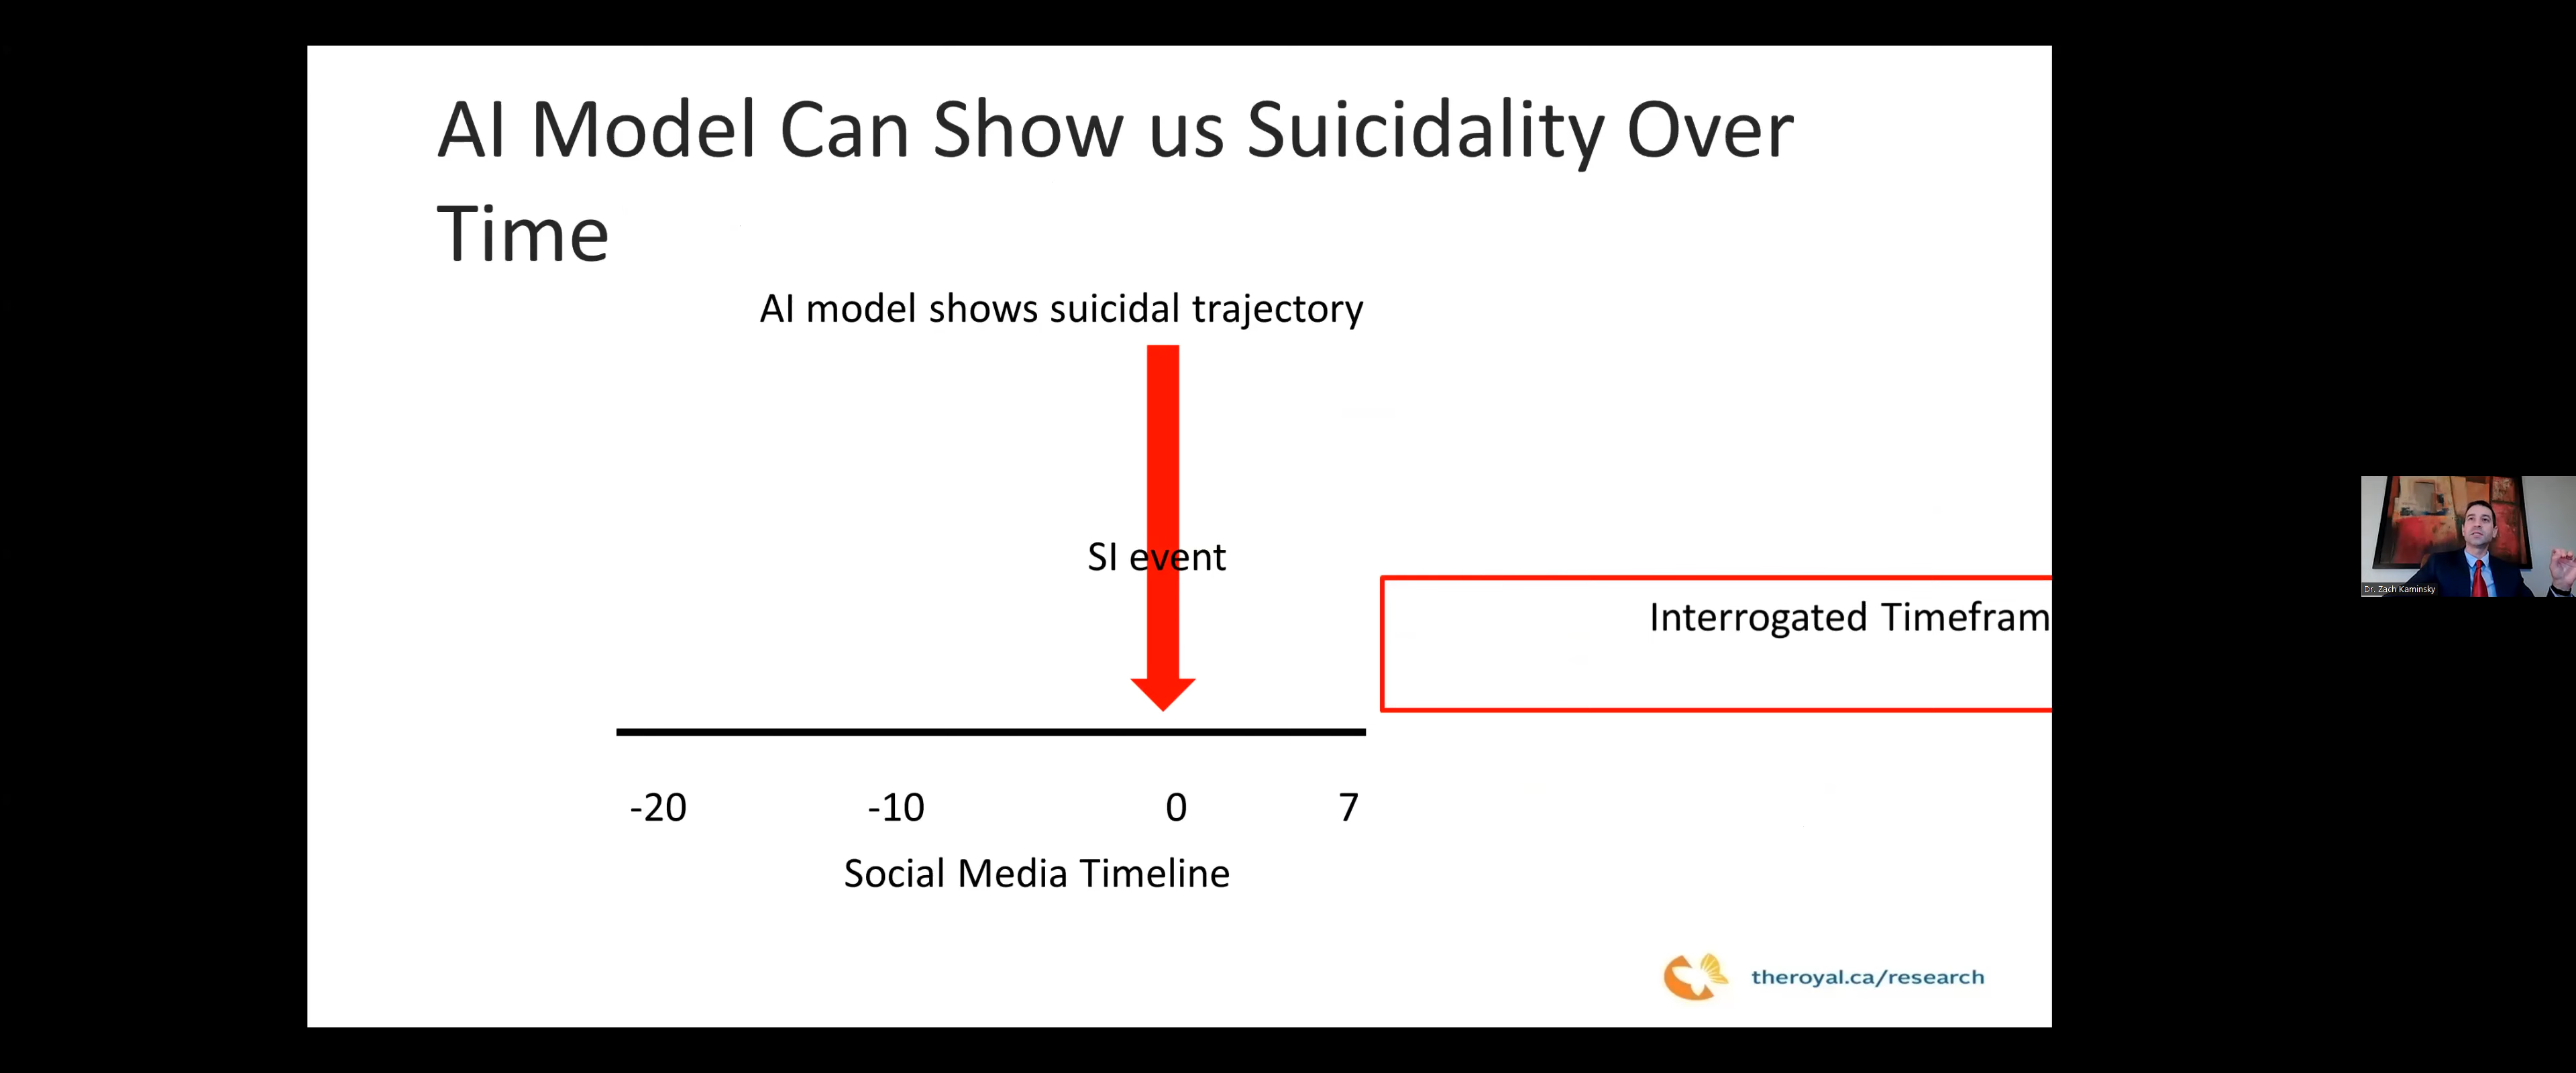 AI Model Can Show us Suicidality Over
Time
AI model shows suicidal trajectory
SI event
Interrogated Timefram
-20 -10 0 7
Social Media Timeline
theroyal.ca/research
Dr. Zach Kaminsky